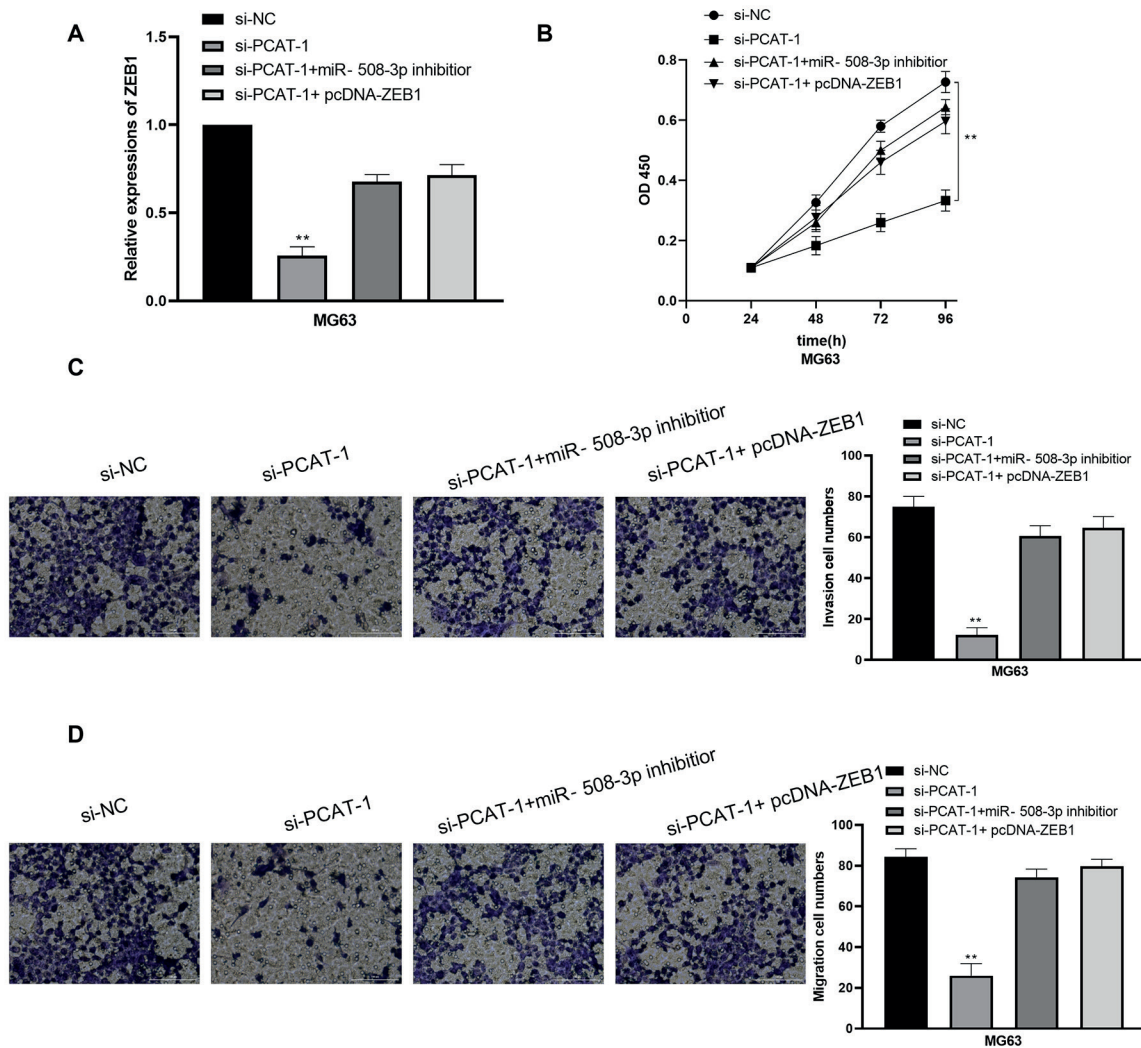 A
si-NC
si-PCAT-1
si-PCAT-1+miR- 508-3p inhibitior
si-PCAT-1+ pcDNA-ZEB1
Relative expressions of ZEB1
1.5
1.0
0.5
0.0
**
MG63
B
si-NC
si-PCAT-1
si-PCAT-1+miR- 508-3p inhibitior
si-PCAT-1+ pcDNA-ZEB1
OD 450
0.8
0.6
0.4
0.2
0.0
**
0 24 48 72 96
time(h)
MG63
C
si-NC
si-PCAT-1
si-PCAT-1+miR- 508-3p inhibitior
si-PCAT-1+ pcDNA-ZEB1
si-NC
si-PCAT-1
si-PCAT-1+miR- 508-3p inhibitior
si-PCAT-1+ pcDNA-ZEB1
Invasion cell numbers
100
80
60
40
20
0
**
MG63
D
si-NC
si-PCAT-1
si-PCAT-1+miR- 508-3p inhibitior
si-PCAT-1+ pcDNA-ZEB1
si-NC
si-PCAT-1
si-PCAT-1+miR- 508-3p inhibitior
si-PCAT-1+ pcDNA-ZEB1
Migration cell numbers
100
80
60
40
20
0
**
MG63